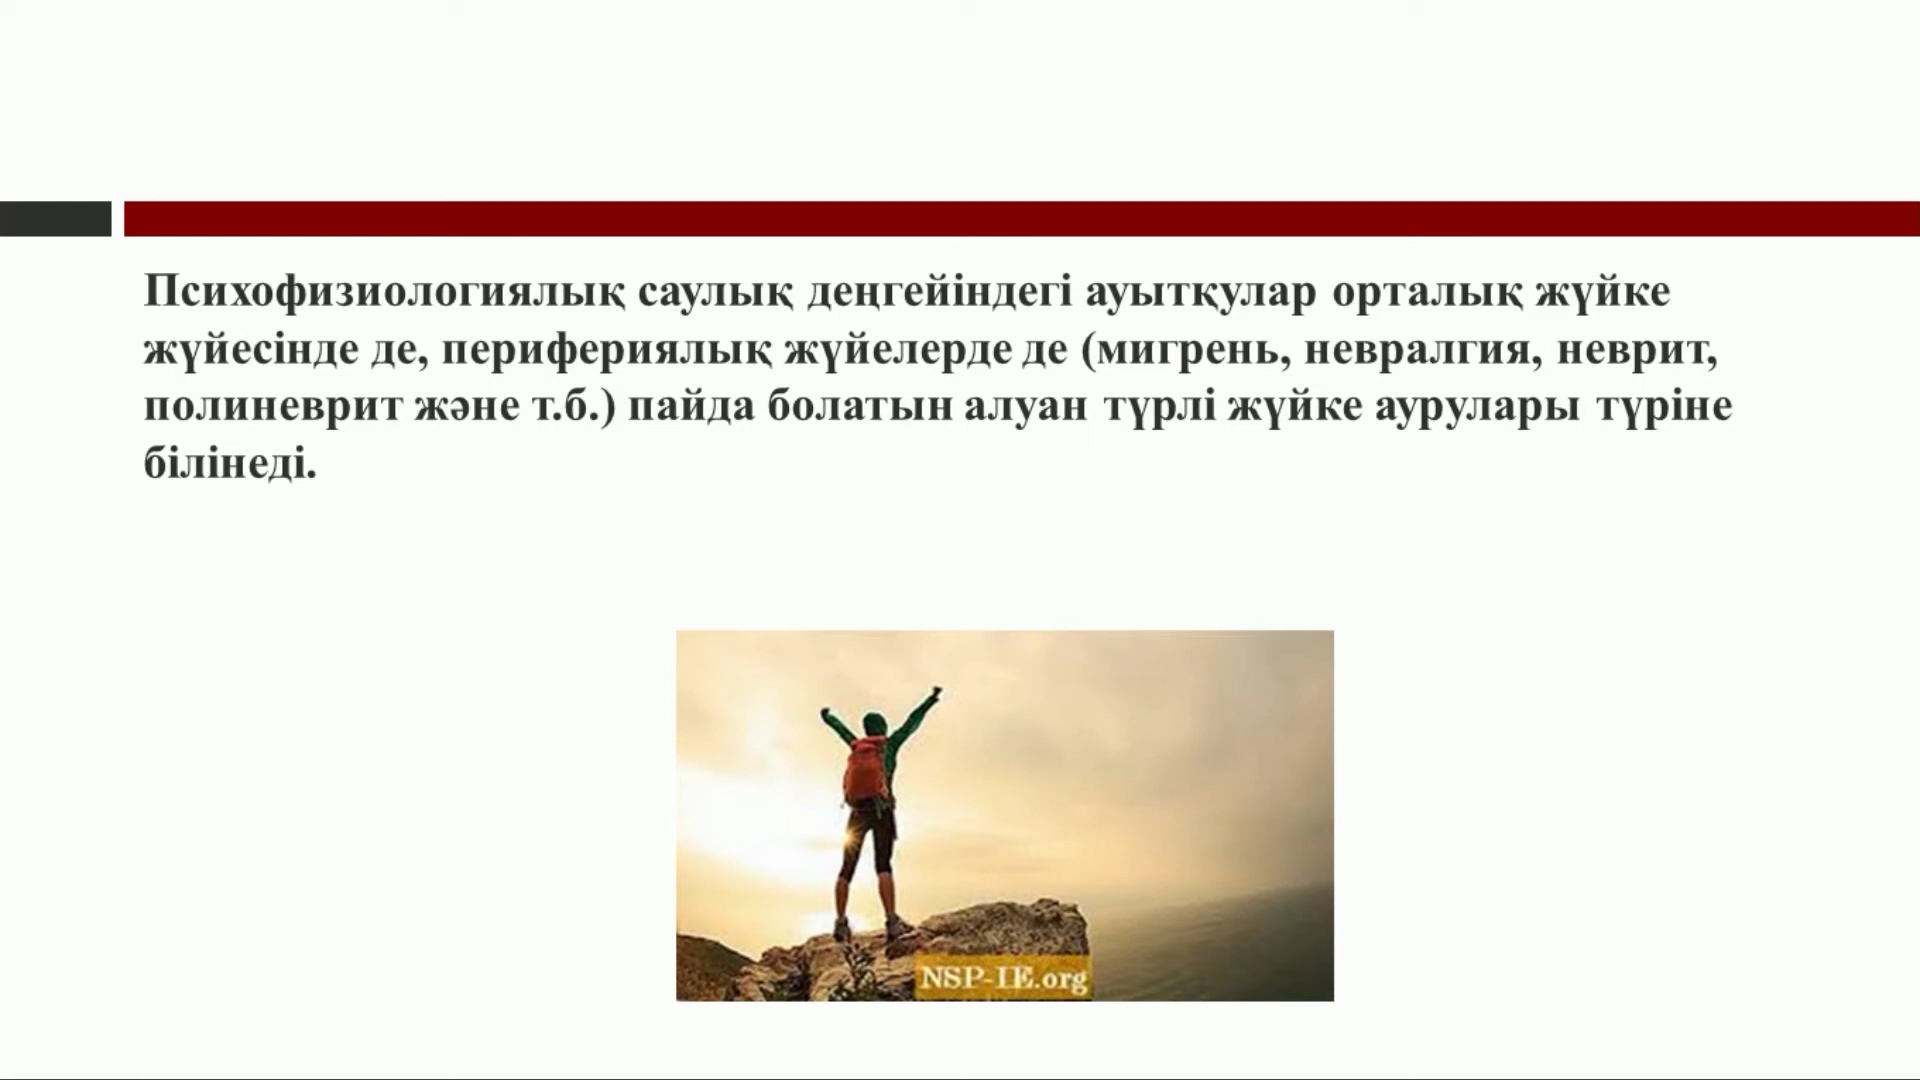 Психофизиологиялық саулық деңгейіндегі ауытқулар орталық жүйке
жүйесінде де, перифериялық жүйелерде де (мигрень, невралгия, неврит,
полиневрит және т.б.) пайда болатын алуан түрлі жүйке аурулары түріне
білінеді.
NSP-IE.org